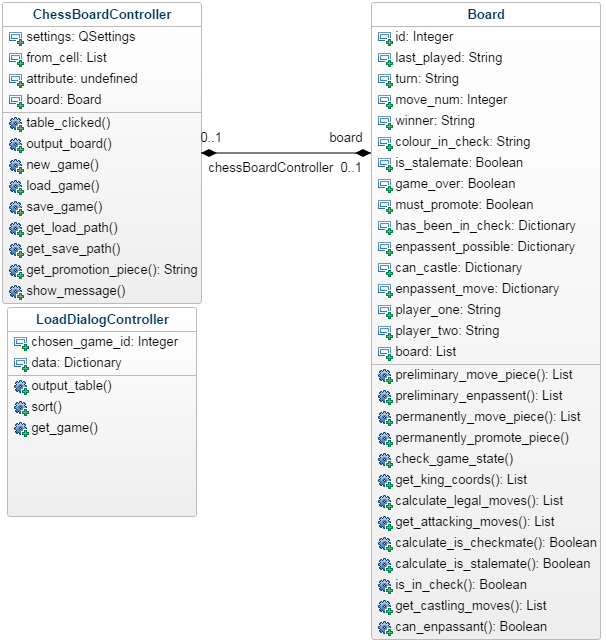 ChessBoardController
settings: QSettings
from_cell: List
attribute: undefined
board: Board
table_clicked()
output_board()
new_game()
load_game()
save_game()
get_load_path()
get_save_path()
get_promotion_piece(): String
show_message()
LoadDialogController
chosen_game_id: Integer
data: Dictionary
output_table()
sort()
get_game()
0..1
board
chessBoardController
0..1
Board
id: Integer
last_played: String
turn: String
move_num: Integer
winner: String
colour_in_check: String
is_stalemate: Boolean
game_over: Boolean
must_promote: Boolean
has_been_in_check: Dictionary
enpassent_possible: Dictionary
can_castle: Dictionary
enpassent_move: Dictionary
player_one: String
player_two: String
board: List
preliminary_move_piece(): List
preliminary_enpassent(): List
permanently_move_piece(): List
permanently_promote_piece()
check_game_state()
get_king_coords(): List
calculate_legal_moves(): List
get_attacking_moves(): List
calculate_is_checkmate(): Boolean
calculate_is_stalemate(): Boolean
is_in_check(): Boolean
get_castling_moves(): List
can_enpassant(): Boolean